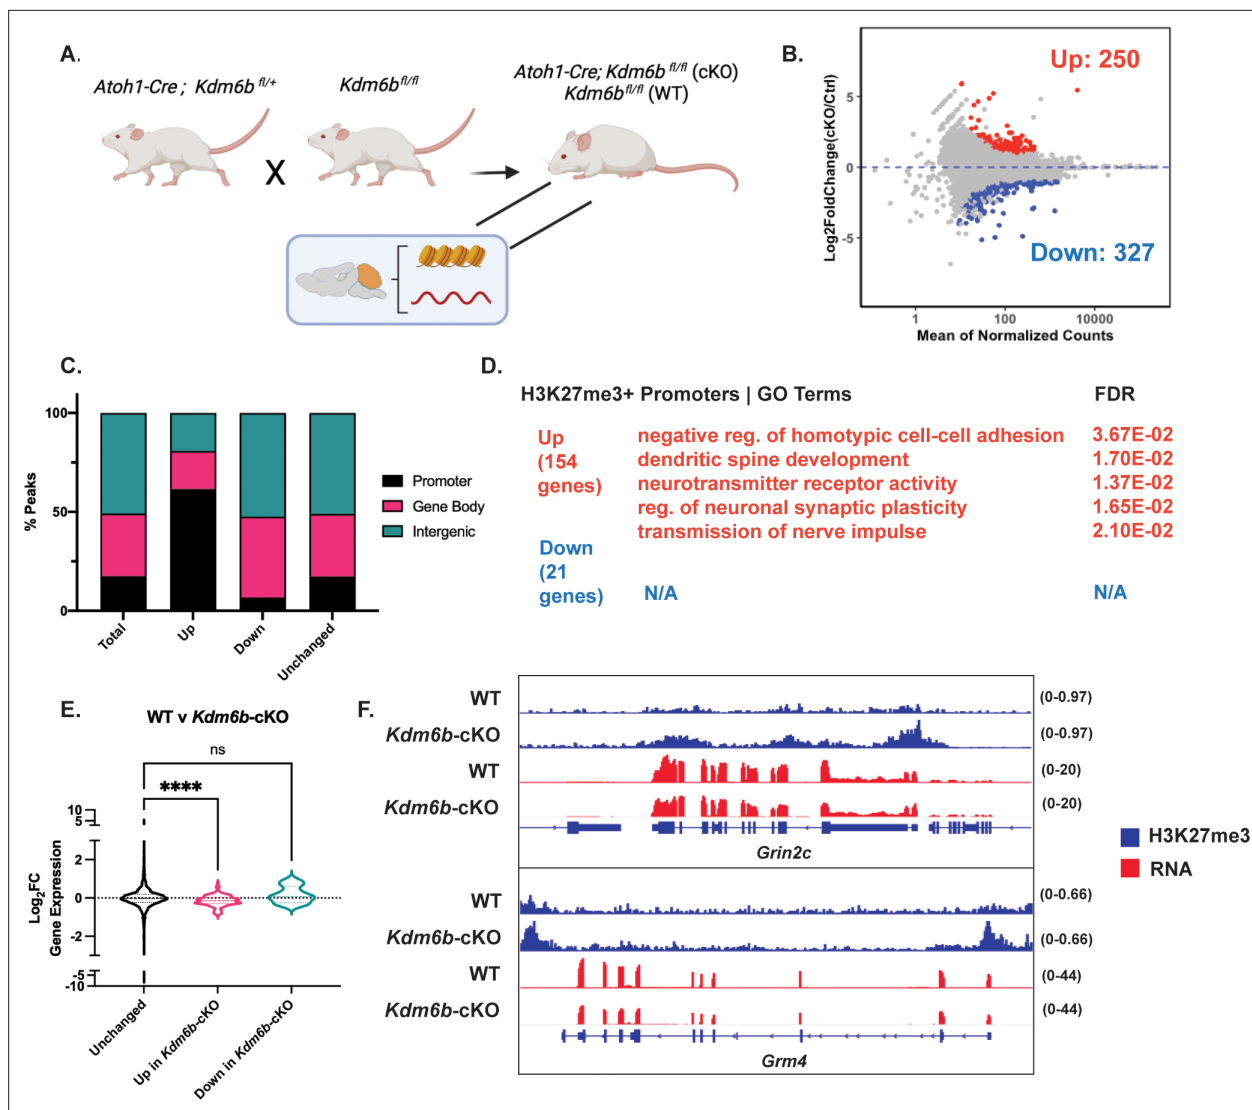 A.
Atoh1-Cre ; Kdm6b fl/+
Kdm6b fl/fl
Atoh1-Cre; Kdm6b fl/fl (cKO)
Kdm6b fl/fl (WT)
X
B.
Up: 250
Down: 327
Log2FoldChange(cKO/Ctrl)
5
0
-5
1
100
10000
Mean of Normalized Counts
C.
% Peaks
100
50
0
Total
Up
Down
Unchanged
Promoter
Gene Body
Intergenic
D.
H3K27me3+ Promoters | GO Terms FDR
Up
(154
genes)
negative reg. of homotypic cell-cell adhesion 3.67E-02
dendritic spine development 1.70E-02
neurotransmitter receptor activity 1.37E-02
reg. of neuronal synaptic plasticity 1.65E-02
transmission of nerve impulse 2.10E-02
Down
(21
genes)
N/A N/A
E.
WT v Kdm6b-cKO
ns
****
Log2FC
Gene Expression
10
5
2
0
-2
-5
-10
Unchanged
Up in Kdm6b-cKO
Down in Kdm6b-cKO
F.
WT (0-0.97)
Kdm6b-cKO (0-0.97)
WT (0-20)
Kdm6b-cKO (0-20)
Grin2c
WT (0-0.66)
Kdm6b-cKO (0-0.66)
WT (0-44)
Kdm6b-cKO (0-44)
Grm4
H3K27me3
RNA